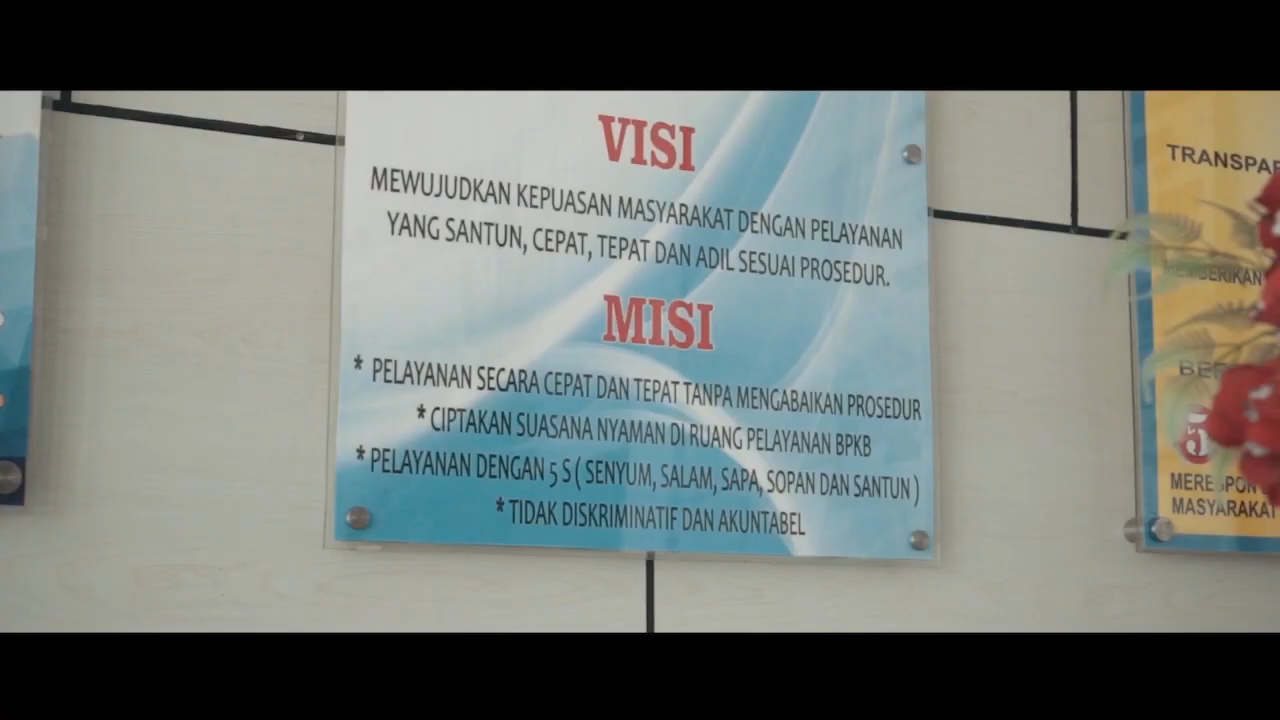 VISI
MEWUJUDKAN KEPUASAN MASYARAKAT DENGAN PELAYANAN
YANG SANTUN, CEPAT, TEPAT DAN ADIL SESUAI PROSEDUR.
MISI
* PELAYANAN SECARA CEPAT DAN TEPAT TANPA MENGABAIKAN PROSEDUR
* CIPTAKAN SUASANA NYAMAN DI RUANG PELAYANAN BPKB
* PELAYANAN DENGAN 5 S ( SENYUM, SALAM, SAPA, SOPAN DAN SANTUN )
* TIDAK DISKRIMINATIF DAN AKUNTABEL
TRANSPA
5
MASYARAKAT